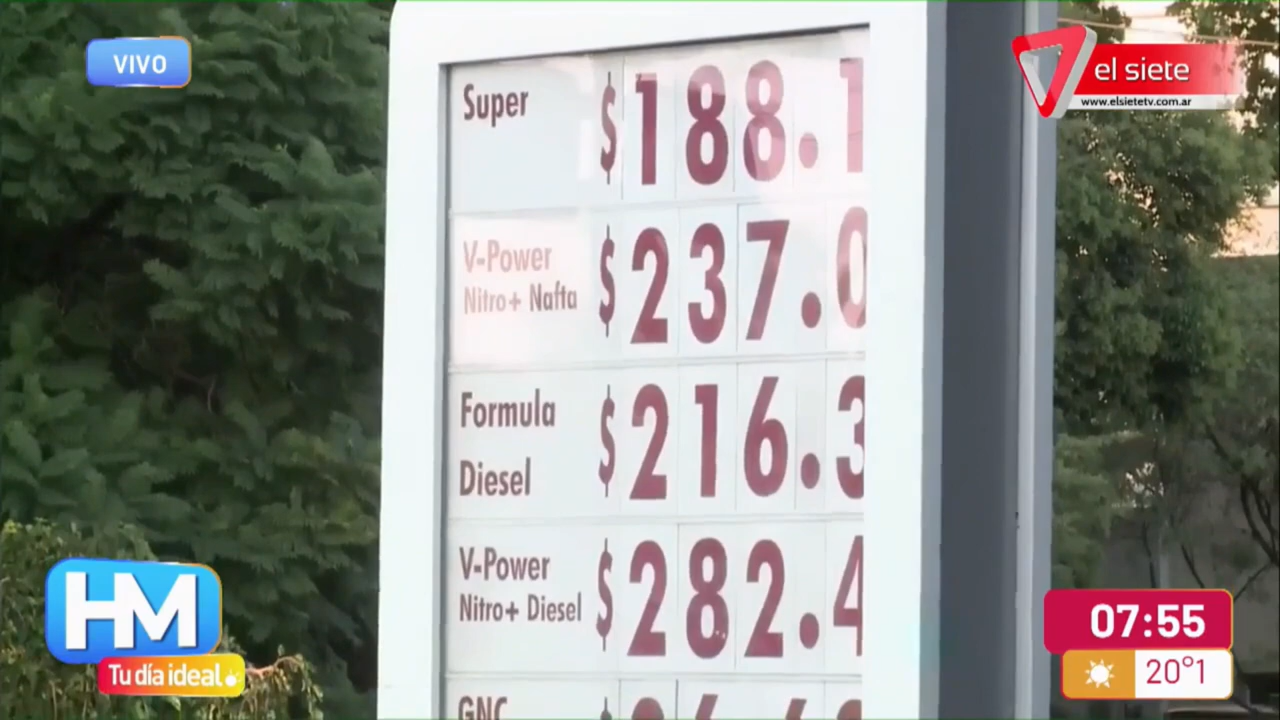 VIVO
el siete
www.elsietetv.com.ar
Super $188.1
V-Power
Nitro+ Nafta $237.0
Formula
Diesel $216.3
V-Power
Nitro+ Diesel $282.4
GNC $
HM
Tu día ideal.
07:55
20°1